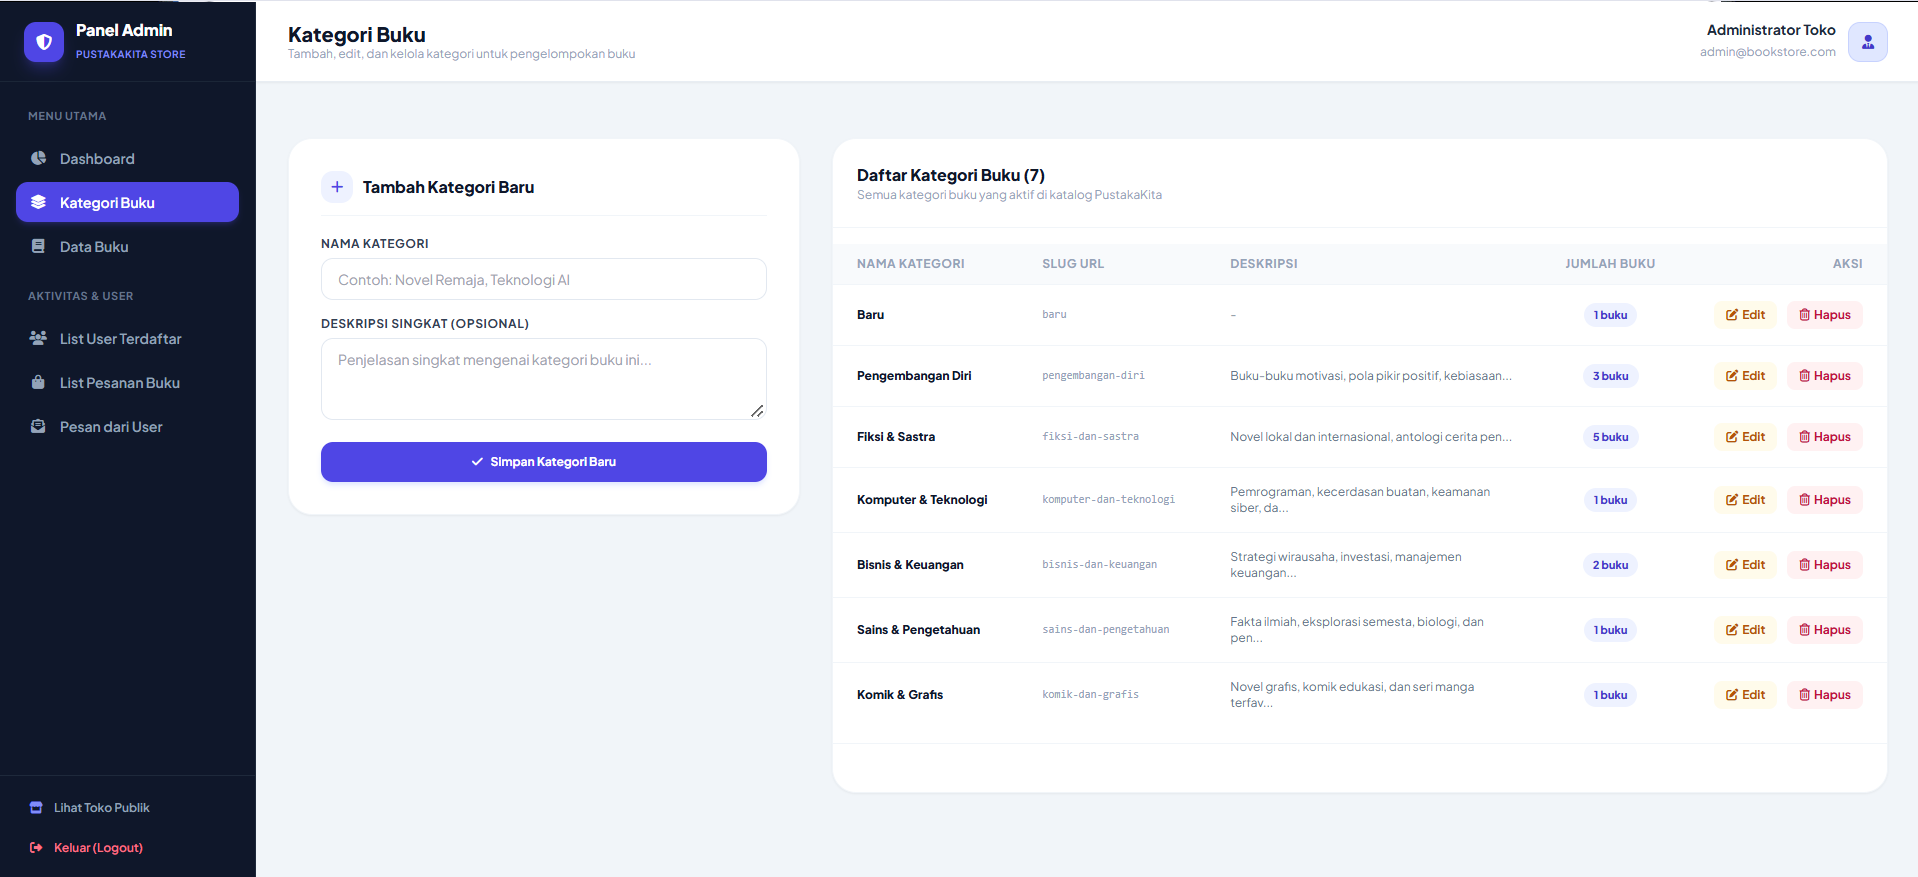 Panel Admin
PUSTAKAKITA STORE
MENU UTAMA
Dashboard
Kategori Buku
Data Buku
AKTIVITAS & USER
List User Terdaftar
List Pesanan Buku
Pesan dari User
Lihat Toko Publik
Keluar (Logout)
Kategori Buku
Tambah, edit, dan kelola kategori untuk pengelompokan buku
Administrator Toko
admin@bookstore.com
Tambah Kategori Baru
NAMA KATEGORI
Contoh: Novel Remaja, Teknologi AI
DESKRIPSI SINGKAT (OPSIONAL)
Penjelasan singkat mengenai kategori buku ini...
Simpan Kategori Baru
Daftar Kategori Buku (7)
Semua kategori buku yang aktif di katalog PustakaKita
NAMA KATEGORI SLUG URL DESKRIPSI JUMLAH BUKU AKSI
Baru baru - 1 buku Edit Hapus
Pengembangan Diri pengembangan-diri Buku-buku motivasi, pola pikir positif, kebiasaan... 3 buku Edit Hapus
Fiksi & Sastra fiksi-dan-sastra Novel lokal dan internasional, antologi cerita pen... 5 buku Edit Hapus
Komputer & Teknologi komputer-dan-teknologi Pemrograman, kecerdasan buatan, keamanan
siber, da... 1 buku Edit Hapus
Bisnis & Keuangan bisnis-dan-keuangan Strategi wirausaha, investasi, manajemen
keuangan... 2 buku Edit Hapus
Sains & Pengetahuan sains-dan-pengetahuan Fakta ilmiah, eksplorasi semesta, biologi, dan
pen... 1 buku Edit Hapus
Komik & Grafis komik-dan-grafis Novel grafis, komik edukasi, dan seri manga
terfav... 1 buku Edit Hapus